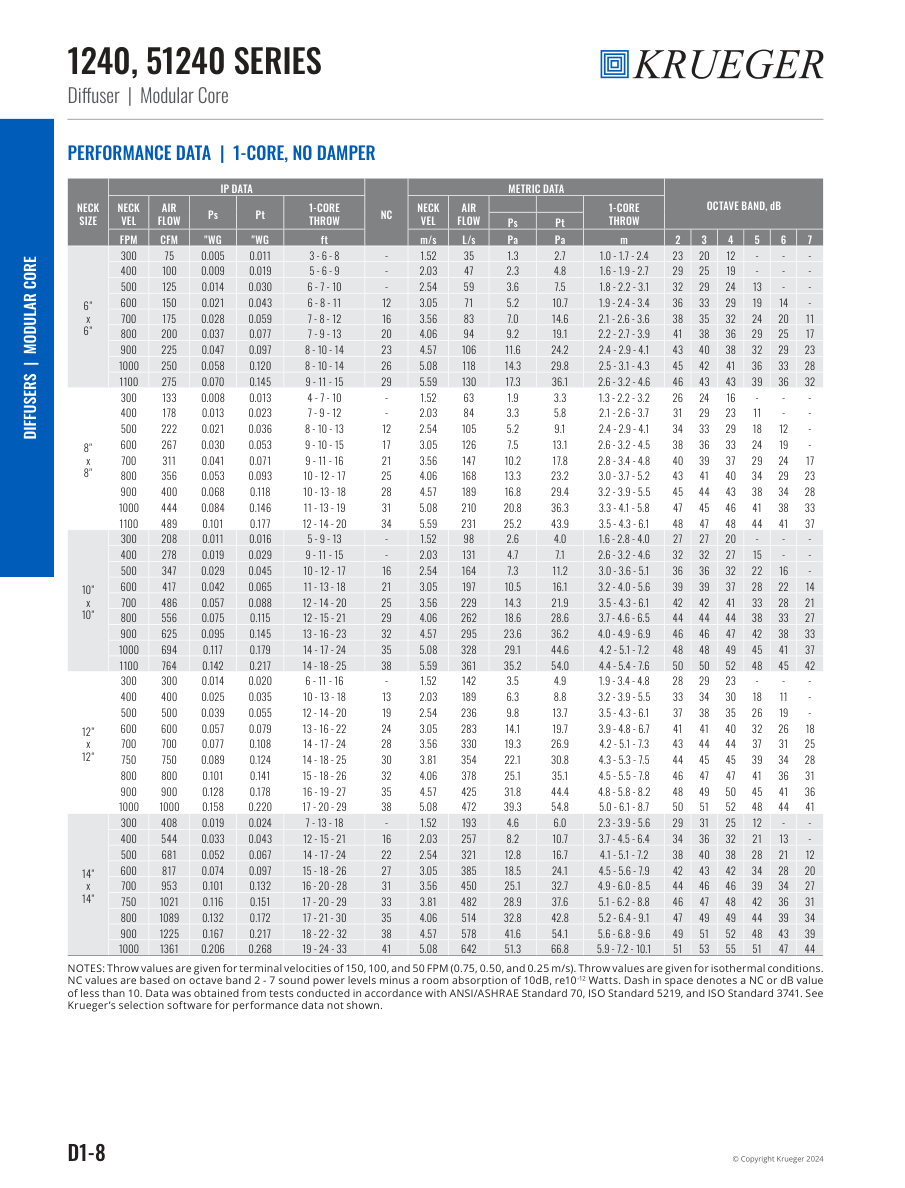 1240, 51240 SERIES
Diffuser | Modular Core
KRUEGER
DIFFUSERS | MODULAR CORE
PERFORMANCE DATA | 1-CORE, NO DAMPER
NECK SIZE IP DATA NC METRIC DATA OCTAVE BAND, dB
NECK VEL AIR FLOW Ps Pt 1-CORE THROW NECK VEL AIR FLOW Ps Pt 1-CORE THROW
FPM CFM "WG "WG ft m/s L/s Pa Pa m 2 3 4 5 6 7
6" x 6"
300 75 0.005 0.011 3 - 6 - 8 - 1.52 35 1.3 2.7 1.0 - 1.7 - 2.4 23 20 12 - - -
400 100 0.009 0.019 5 - 6 - 9 - 2.03 47 2.3 4.8 1.6 - 1.9 - 2.7 29 25 19 - - -
500 125 0.014 0.030 6 - 7 - 10 - 2.54 59 3.6 7.5 1.8 - 2.2 - 3.1 32 29 24 13 - -
600 150 0.021 0.043 6 - 8 - 11 12 3.05 71 5.2 10.7 1.9 - 2.4 - 3.4 36 33 29 19 14 -
700 175 0.028 0.059 7 - 8 - 12 16 3.56 83 7.0 14.6 2.1 - 2.6 - 3.6 38 35 32 24 20 11
800 200 0.037 0.077 7 - 9 - 13 20 4.06 94 9.2 19.1 2.2 - 2.7 - 3.9 41 38 36 29 25 17
900 225 0.047 0.097 8 - 10 - 14 23 4.57 106 11.6 24.2 2.4 - 2.9 - 4.1 43 40 38 32 29 23
1000 250 0.058 0.120 8 - 10 - 14 26 5.08 118 14.3 29.8 2.5 - 3.1 - 4.3 45 42 41 36 33 28
1100 275 0.070 0.145 9 - 11 - 15 29 5.59 130 17.3 36.1 2.6 - 3.2 - 4.6 46 43 43 39 36 32
8" x 8"
300 133 0.008 0.013 4 - 7 - 10 - 1.52 63 1.9 3.3 1.3 - 2.2 - 3.2 26 24 16 - - -
400 178 0.013 0.023 7 - 9 - 12 - 2.03 84 3.3 5.8 2.1 - 2.6 - 3.7 31 29 23 11 - -
500 222 0.021 0.036 8 - 10 - 13 12 2.54 105 5.2 9.1 2.4 - 2.9 - 4.1 34 33 29 18 12 -
600 267 0.030 0.053 9 - 10 - 15 17 3.05 126 7.5 13.1 2.6 - 3.2 - 4.5 38 36 33 24 19 -
700 311 0.041 0.071 9 - 11 - 16 21 3.56 147 10.2 17.8 2.8 - 3.4 - 4.8 40 39 37 29 24 17
800 356 0.053 0.093 10 - 12 - 17 25 4.06 168 13.3 23.2 3.0 - 3.7 - 5.2 43 41 40 34 29 23
900 400 0.068 0.118 10 - 13 - 18 28 4.57 189 16.8 29.4 3.2 - 3.9 - 5.5 45 44 43 38 34 28
1000 444 0.084 0.146 11 - 13 - 19 31 5.08 210 20.8 36.3 3.3 - 4.1 - 5.8 47 45 46 41 38 33
1100 489 0.101 0.177 12 - 14 - 20 34 5.59 231 25.2 43.9 3.5 - 4.3 - 6.1 48 47 48 44 41 37
10" x 10"
300 208 0.011 0.016 5 - 9 - 13 - 1.52 98 2.6 4.0 1.6 - 2.8 - 4.0 27 27 20 - - -
400 278 0.019 0.029 9 - 11 - 15 - 2.03 131 4.7 7.1 2.6 - 3.2 - 4.6 32 32 27 15 - -
500 347 0.029 0.045 10 - 12 - 17 16 2.54 164 7.3 11.2 3.0 - 3.6 - 5.1 36 36 32 22 16 -
600 417 0.042 0.065 11 - 13 - 18 21 3.05 197 10.5 16.1 3.2 - 4.0 - 5.6 39 39 37 28 22 14
700 486 0.057 0.088 12 - 14 - 20 25 3.56 229 14.3 21.9 3.5 - 4.3 - 6.1 42 42 41 33 28 21
800 556 0.075 0.115 12 - 15 - 21 29 4.06 262 18.6 28.6 3.7 - 4.6 - 6.5 44 44 44 38 33 27
900 625 0.095 0.145 13 - 16 - 23 32 4.57 295 23.6 36.2 4.0 - 4.9 - 6.9 46 46 47 42 38 33
1000 694 0.117 0.179 14 - 17 - 24 35 5.08 328 29.1 44.6 4.2 - 5.1 - 7.2 48 48 49 45 41 37
1100 764 0.142 0.217 14 - 18 - 25 38 5.59 361 35.2 54.0 4.4 - 5.4 - 7.6 50 50 52 48 45 42
12" x 12"
300 300 0.014 0.020 6 - 11 - 16 - 1.52 142 3.5 4.9 1.9 - 3.4 - 4.8 28 29 23 - - -
400 400 0.025 0.035 10 - 13 - 18 13 2.03 189 6.3 8.8 3.2 - 3.9 - 5.5 33 34 30 18 11 -
500 500 0.039 0.055 12 - 14 - 20 19 2.54 236 9.8 13.7 3.5 - 4.3 - 6.1 37 38 35 26 19 -
600 600 0.057 0.079 13 - 16 - 22 24 3.05 283 14.1 19.7 3.9 - 4.8 - 6.7 41 41 40 32 26 18
700 700 0.077 0.108 14 - 17 - 24 28 3.56 330 19.3 26.9 4.2 - 5.1 - 7.3 43 44 44 37 31 25
750 750 0.089 0.124 14 - 18 - 25 30 3.81 354 22.1 30.8 4.3 - 5.3 - 7.5 44 45 45 39 34 28
800 800 0.101 0.141 15 - 18 - 26 32 4.06 378 25.1 35.1 4.5 - 5.5 - 7.8 46 47 47 41 36 31
900 900 0.128 0.178 16 - 19 - 27 35 4.57 425 31.8 44.4 4.8 - 5.8 - 8.2 48 49 50 45 41 36
1000 1000 0.158 0.220 17 - 20 - 29 38 5.08 472 39.3 54.8 5.0 - 6.1 - 8.7 50 51 52 48 44 41
14" x 14"
300 408 0.019 0.024 7 - 13 - 18 - 1.52 193 4.6 6.0 2.3 - 3.9 - 5.6 29 31 25 12 - -
400 544 0.033 0.043 12 - 15 - 21 16 2.03 257 8.2 10.7 3.7 - 4.5 - 6.4 34 36 32 21 13 -
500 681 0.052 0.067 14 - 17 - 24 22 2.54 321 12.8 16.7 4.1 - 5.1 - 7.2 38 40 38 28 21 12
600 817 0.074 0.097 15 - 18 - 26 27 3.05 385 18.5 24.1 4.5 - 5.6 - 7.9 42 43 42 34 28 20
700 953 0.101 0.132 16 - 20 - 28 31 3.56 450 25.1 32.7 4.9 - 6.0 - 8.5 44 46 46 39 34 27
750 1021 0.116 0.151 17 - 20 - 29 33 3.81 482 28.9 37.6 5.1 - 6.2 - 8.8 46 47 48 42 36 31
800 1089 0.132 0.172 17 - 21 - 30 35 4.06 514 32.8 42.8 5.2 - 6.4 - 9.1 47 49 49 44 39 34
900 1225 0.167 0.217 18 - 22 - 32 38 4.57 578 41.6 54.1 5.6 - 6.8 - 9.6 49 51 52 48 43 39
1000 1361 0.206 0.268 19 - 24 - 33 41 5.08 642 51.3 66.8 5.9 - 7.2 - 10.1 51 53 55 51 47 44
NOTES: Throw values are given for terminal velocities of 150, 100, and 50 FPM (0.75, 0.50, and 0.25 m/s). Throw values are given for isothermal conditions.
NC values are based on octave band 2 - 7 sound power levels minus a room absorption of 10dB, re10⁻¹² Watts. Dash in space denotes a NC or dB value
of less than 10. Data was obtained from tests conducted in accordance with ANSI/ASHRAE Standard 70, ISO Standard 5219, and ISO Standard 3741. See
Krueger's selection software for performance data not shown.
D1-8
© Copyright Krueger 2024